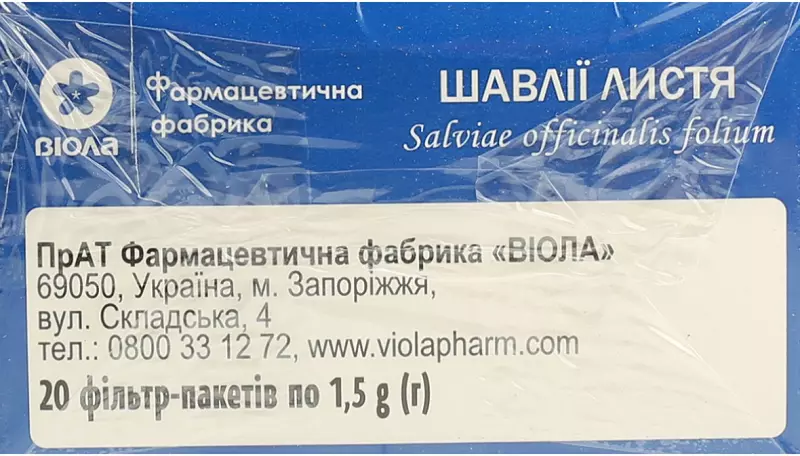 ВІОЛА
Фармацевтична
фабрика
ШАВЛІЇ ЛИСТЯ
Salviae officinalis folium
ПрАТ Фармацевтична фабрика «ВІОЛА»
69050, Україна, м. Запоріжжя,
вул. Складська, 4
тел.: 0800 33 12 72, www.violapharm.com
20 фільтр-пакетів по 1,5 g (г)